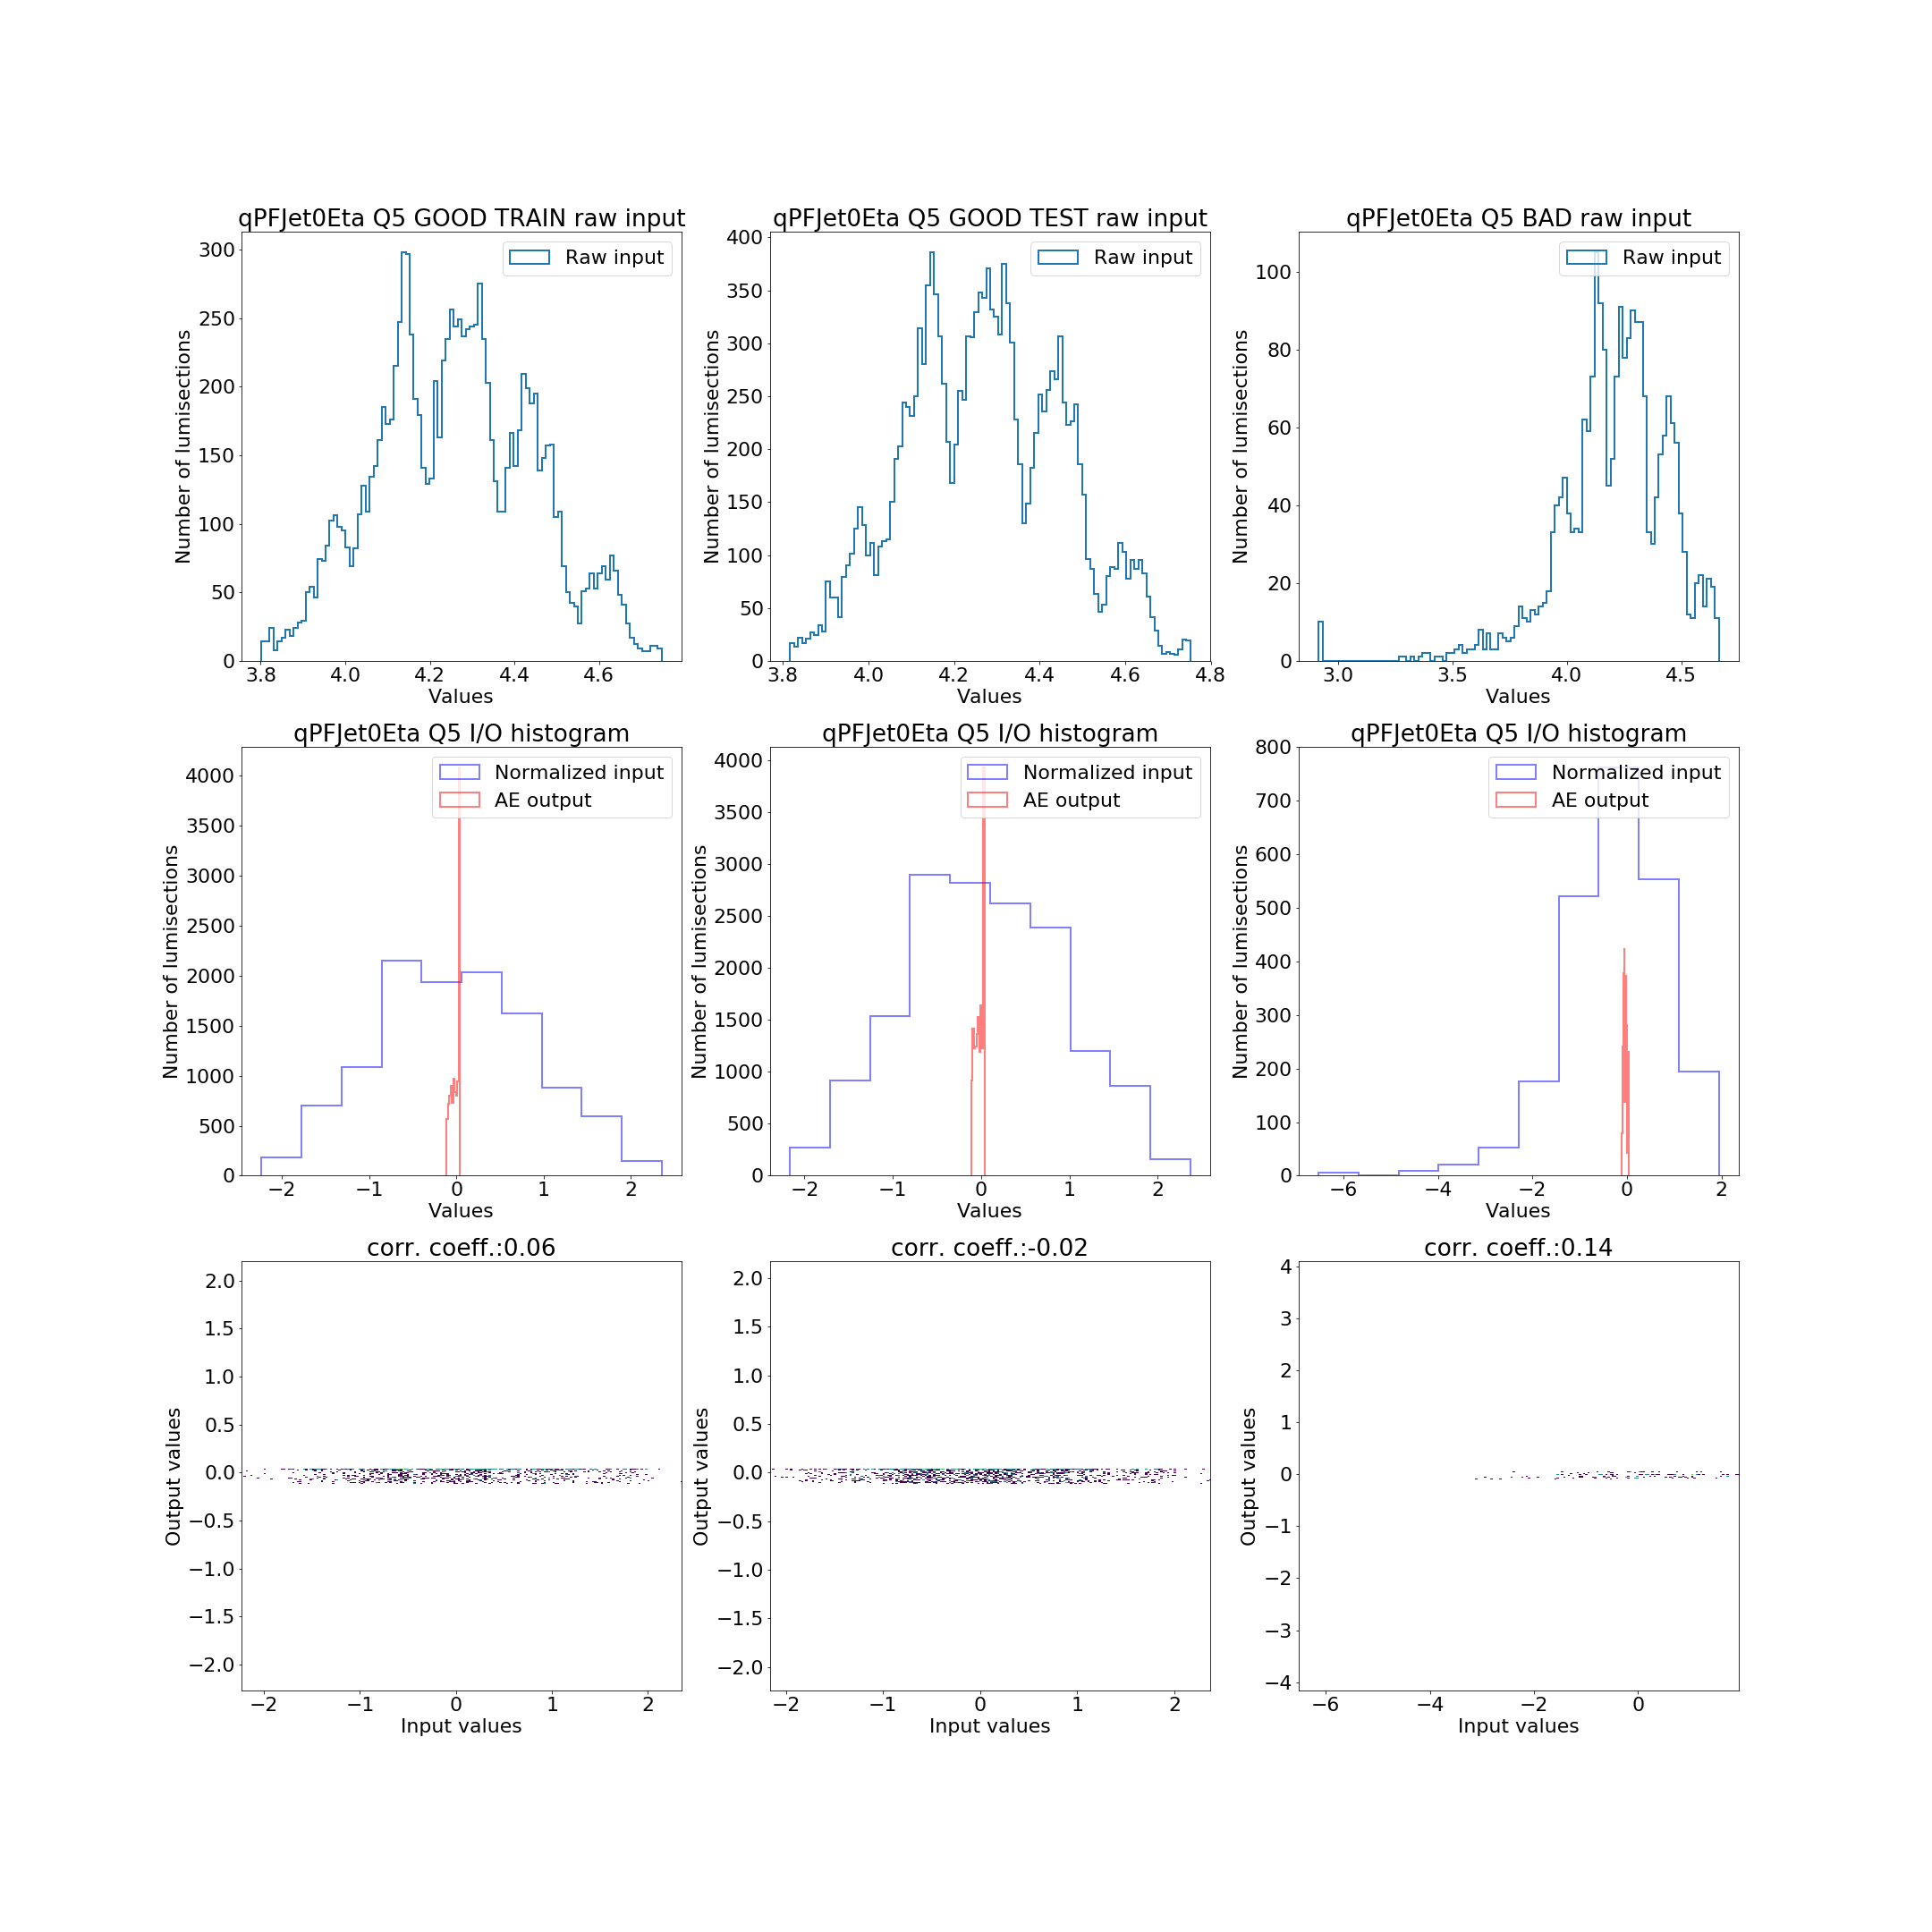 qPFJet0Eta Q5 GOOD TRAIN raw input
qPFJet0Eta Q5 GOOD TEST raw input
qPFJet0Eta Q5 BAD raw input
Raw input
Raw input
Raw input
Number of lumisections
300
250
200
150
100
50
0
3.8 4.0 4.2 4.4 4.6
Values
Number of lumisections
400
350
300
250
200
150
100
50
0
3.8 4.0 4.2 4.4 4.6 4.8
Values
Number of lumisections
100
80
60
40
20
0
3.0 3.5 4.0 4.5
Values
qPFJet0Eta Q5 I/O histogram
qPFJet0Eta Q5 I/O histogram
qPFJet0Eta Q5 I/O histogram
Normalized input
AE output
Normalized input
AE output
Normalized input
AE output
Number of lumisections
4000
3500
3000
2500
2000
1500
1000
500
0
−2 −1 0 1 2
Values
Number of lumisections
4000
3500
3000
2500
2000
1500
1000
500
0
−2 −1 0 1 2
Values
Number of lumisections
800
700
600
500
400
300
200
100
0
−6 −4 −2 0 2
Values
corr. coeff.:0.06
corr. coeff.:-0.02
corr. coeff.:0.14
Output values
2.0
1.5
1.0
0.5
0.0
−0.5
−1.0
−1.5
−2.0
−2 −1 0 1 2
Input values
Output values
2.0
1.5
1.0
0.5
0.0
−0.5
−1.0
−1.5
−2.0
−2 −1 0 1 2
Input values
Output values
4
3
2
1
0
−1
−2
−3
−4
−6 −4 −2 0
Input values